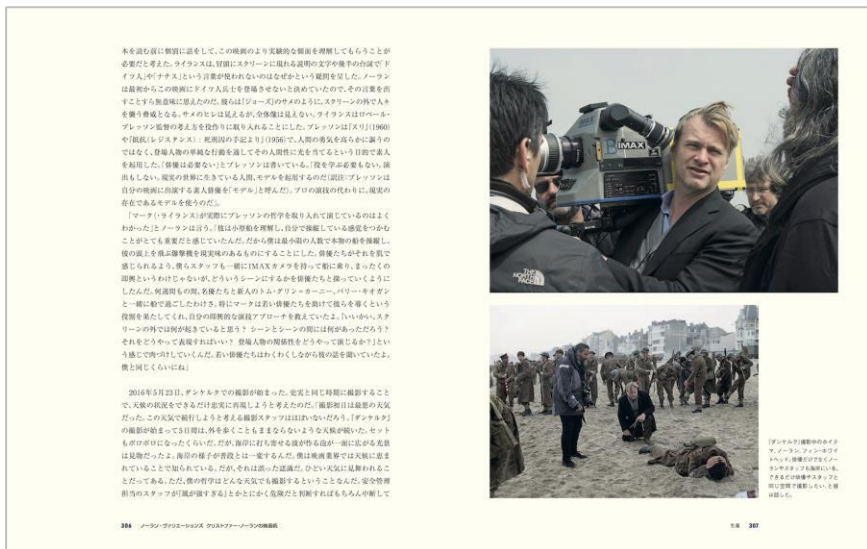 本を読む前に個別に話をして、この映画のより実験的な側面を理解してもらうことが
必要だと考えた。ライランスは、冒頭にスクリーンに現れる説明の文字や後半の台詞で「ド
イツ人」や「ナチス」という言葉が使われないのはなぜかという疑問を呈した。ノーラン
は最初からこの映画にドイツ人兵士を登場させないと決めていたので、その言葉を出
すことすら無意味に思えたのだ。彼らは『ジョーズ』のサメのように、スクリーンの外で人々
を襲う脅威となる。サメのヒレは見えるが、全体像は見えない。ライランスはロベール・
ブレッソン監督の考え方を役作りに取り入れることにした。ブレッソンは『スリ』(1960)
や『抵抗(レジスタンス):死刑囚の手記より』(1956)で、人間の勇気を高らかに謳うので
はなく、登場人物の単純な行動を通してその人間性に光を当てるという目的で素人
を起用した。「俳優は必要ない」とブレッソンは書いている。「役を学ぶ必要もない。演
出もしない。現実の世界に生きている人間、モデルを起用するのだ(訳注:ブレッソンは
自分の映画に出演する素人俳優を「モデル」と呼んだ)。プロの演技の代わりに、現実の
存在であるモデルを使うのだ」。
「マーク(・ライランス)が実際にブレッソンの哲学を取り入れて演じているのはよく
わかった」とノーランは言う。「彼は小型船を理解し、自分で操縦している感覚をつかむ
ことがとても重要だと感じていたんだ。だから僕は最小限の人数で本物の船を操縦し、
彼の頭上を飛ぶ爆撃機を現実味のあるものにすることにした。俳優たちがそれを肌で
感じられるよう、僕らスタッフも一緒にIMAXカメラを持って船に乗り、まったくの
即興というわけじゃないが、どういうシーンにするかを俳優たちと探っていくように
したんだ。何週間もの間、名優たちと新人のトム・グリン=カーニー、バリー・キオガン
と一緒に船で過ごしたわけさ。特にマークは若い俳優たちを助けて彼らを導くという
役割を果たしてくれ、自分の即興的な演技アプローチを教えていたよ。『いいかい、スク
リーンの外では何が起きていると思う? シーンとシーンの間には何があっただろう?
それをどうやって表現すればいい? 登場人物の関係性をどうやって演じるか?』とい
う感じで肉づけしていくんだ。若い俳優たちはわくわくしながら彼の話を聞いていたよ。
僕と同じくらいにね」
2016年5月23日、ダンケルクでの撮影が始まった。史実と同じ時期に撮影すること
で、天候の状況をできるだけ忠実に再現しようと考えたのだ。「撮影初日は最悪の天気
だった。この天気で続行しようと考える撮影スタッフはほぼいないだろう。『ダンケルク』
の撮影が始まって5日間は、外を歩くこともままならないような天候が続いた。セット
もボロボロになったくらいだ。だが、海岸に打ち寄せる波が作る泡が一面に広がる光景
は見物だったよ。海岸の様子が普段とは一変するんだ。僕は映画業界では天候に恵ま
れていることで知られている。だが、それは誤った認識だ。ひどい天気に見舞われるこ
とだってある。ただ、僕の哲学はどんな天気でも撮影するということなんだ。安全管理
担当のスタッフが『風が強すぎる』とかとにかく危険だと判断すればもちろん中断して
306 ノーラン・ヴァリエーションズ クリストファー・ノーランの映画術
IMAX
THE NORTH FACE
『ダンケルク』撮影中のホイテ
マ、ノーラン、フィン・ホワイ
トヘッド。俳優だけでなくノー
ランやスタッフも海岸にいる。
できるだけ俳優やスタッフと
同じ空間で撮影したい、と彼
は話した。
生還 307